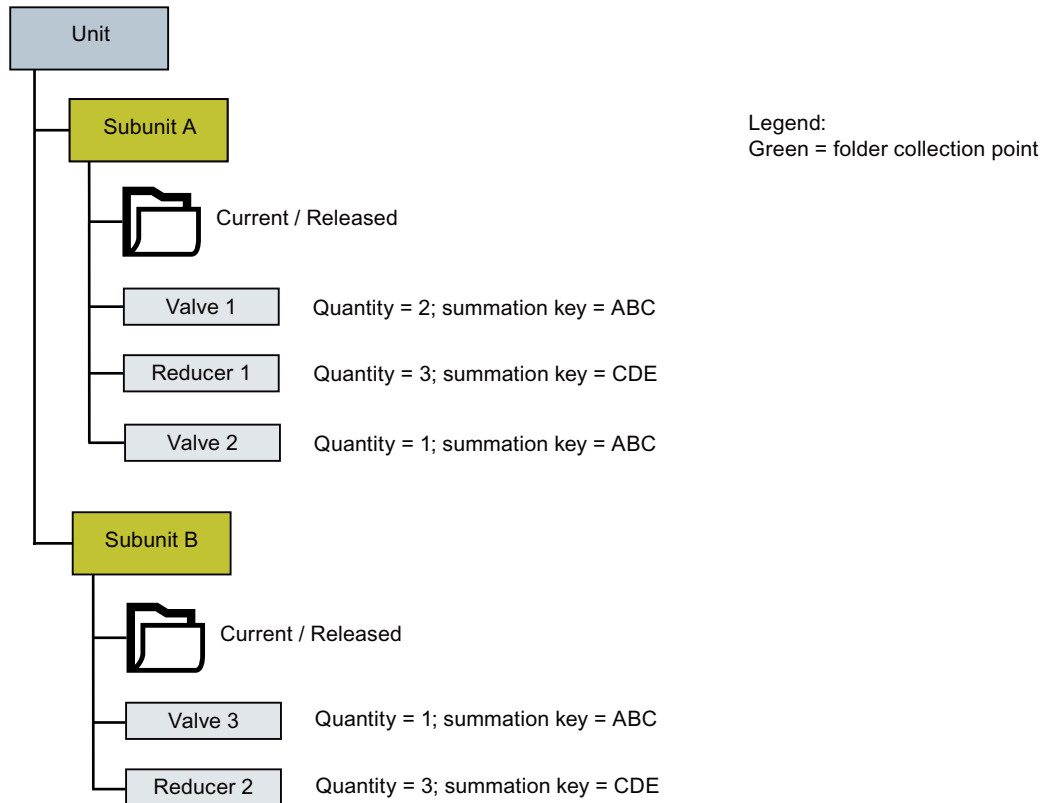 Unit
Subunit A
Legend:
Green = folder collection point
Current / Released
Valve 1
Quantity = 2; summation key = ABC
Reducer 1
Quantity = 3; summation key = CDE
Valve 2
Quantity = 1; summation key = ABC
Subunit B
Current / Released
Valve 3
Quantity = 1; summation key = ABC
Reducer 2
Quantity = 3; summation key = CDE